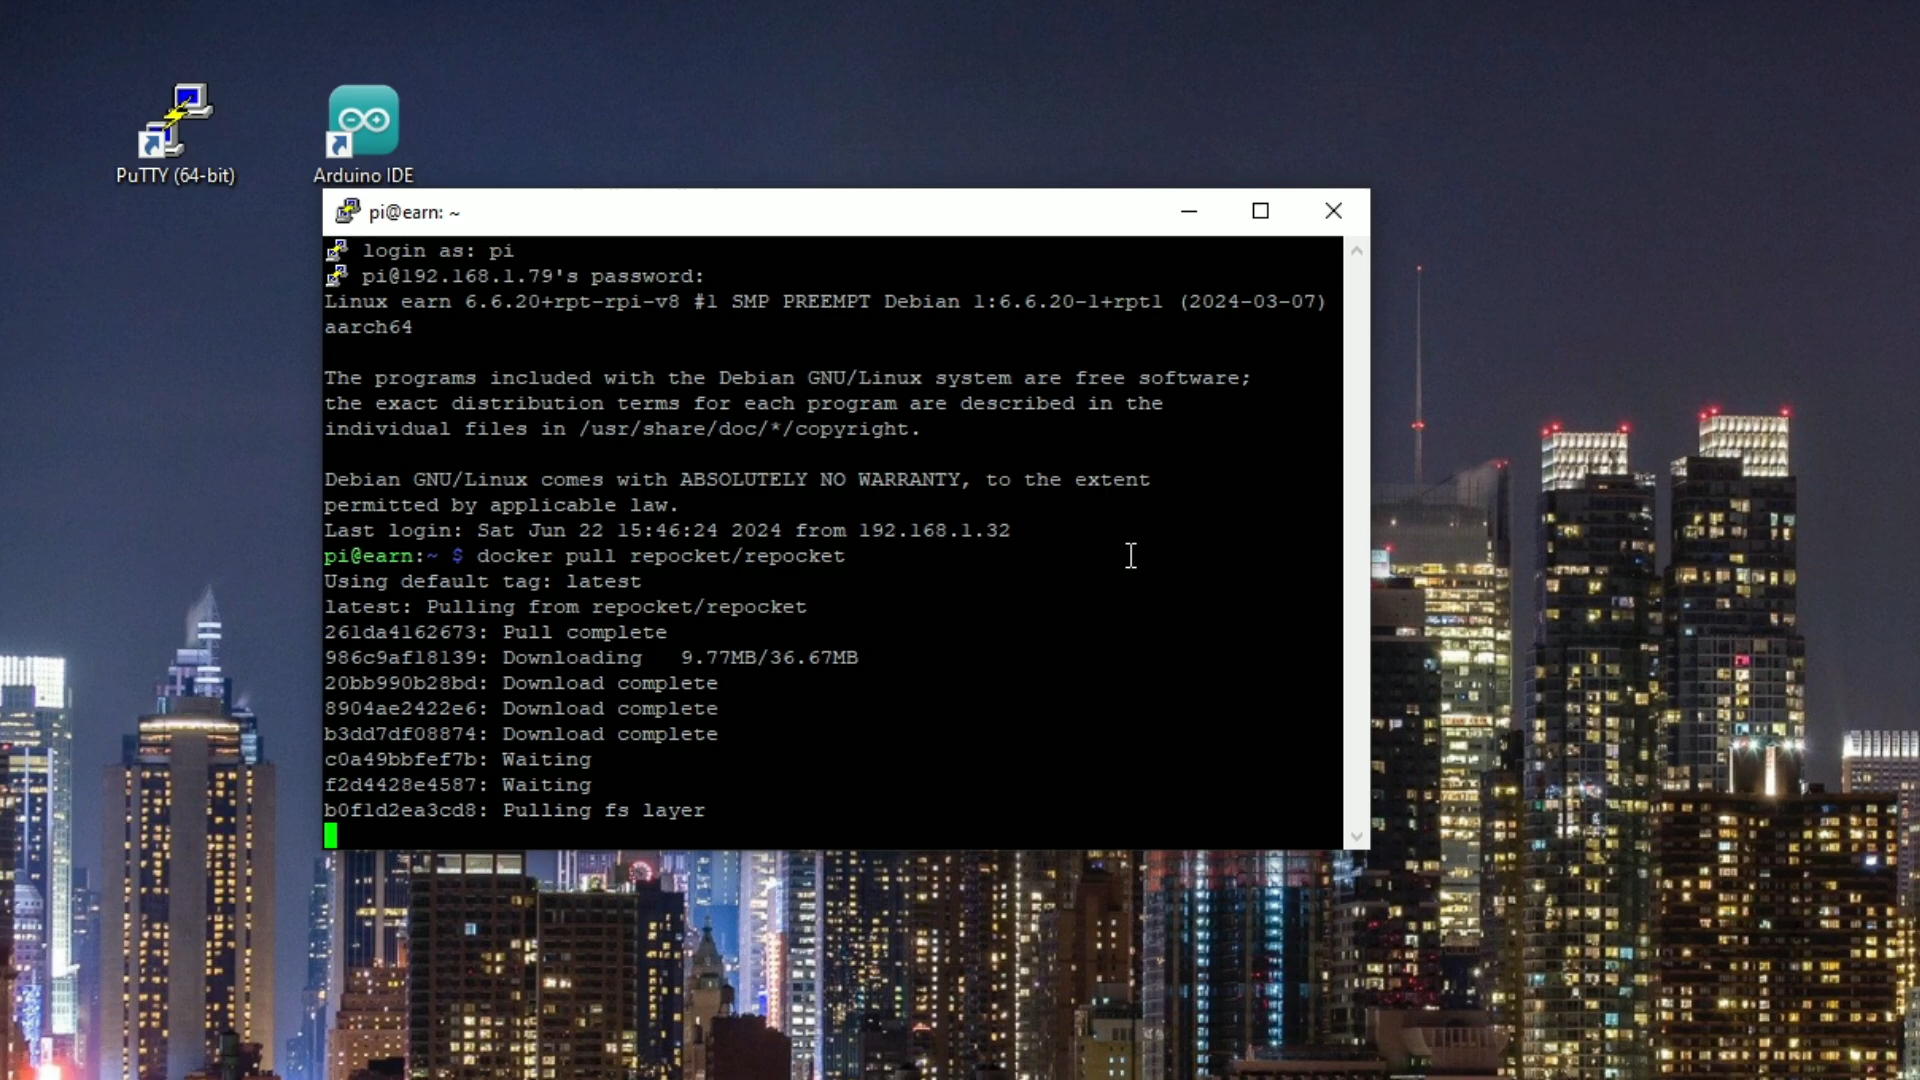 PuTTY (64-bit)
Arduino IDE
pi@earn: ~
login as: pi
pi@192.168.1.79's password:
Linux earn 6.6.20+rpt-rpi-v8 #1 SMP PREEMPT Debian 1:6.6.20-1+rpt1 (2024-03-07)
aarch64
The programs included with the Debian GNU/Linux system are free software;
the exact distribution terms for each program are described in the
individual files in /usr/share/doc/*/copyright.
Debian GNU/Linux comes with ABSOLUTELY NO WARRANTY, to the extent
permitted by applicable law.
Last login: Sat Jun 22 15:46:24 2024 from 192.168.1.32
pi@earn:~ $ docker pull repocket/repocket
Using default tag: latest
latest: Pulling from repocket/repocket
261da4162673: Pull complete
986c9af18139: Downloading   9.77MB/36.67MB
20bb990b28bd: Download complete
8904ae2422e6: Download complete
b3dd7df08874: Download complete
c0a49bbfef7b: Waiting
f2d4428e4587: Waiting
b0f1d2ea3cd8: Pulling fs layer